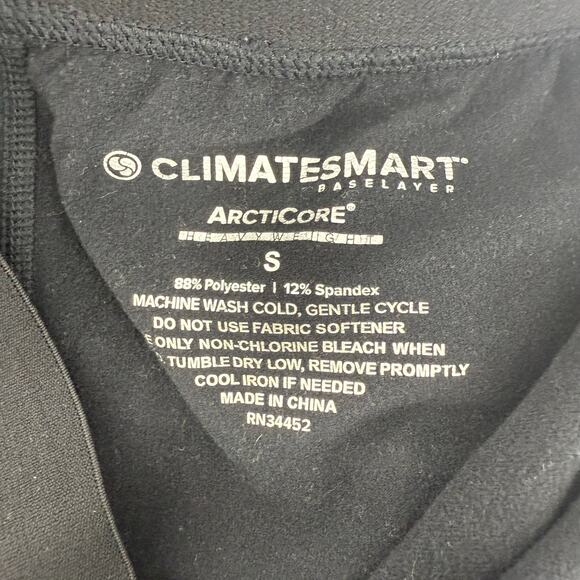 CLIMATESMART®
BASELAYER
ARCTICORE®
HEAVYWEIGHT
S
88% Polyester | 12% Spandex
MACHINE WASH COLD, GENTLE CYCLE
DO NOT USE FABRIC SOFTENER
ONLY NON-CHLORINE BLEACH WHEN
TUMBLE DRY LOW, REMOVE PROMPTLY
COOL IRON IF NEEDED
MADE IN CHINA
RN34452